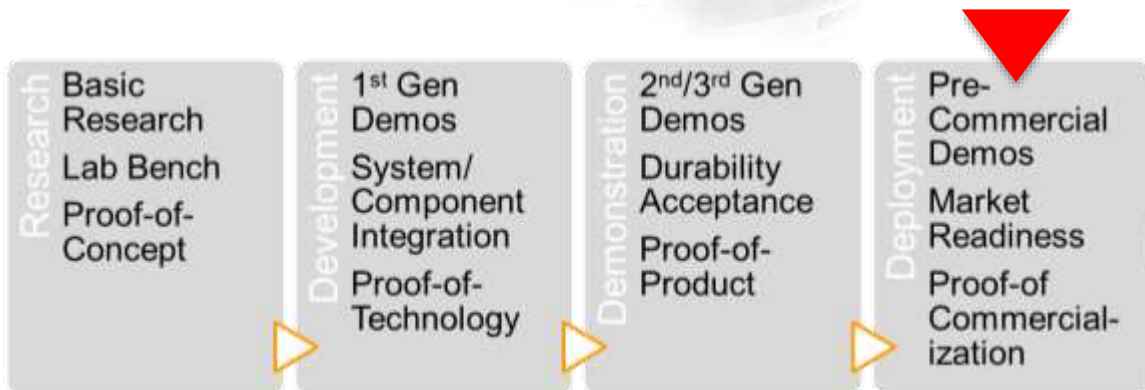 Research
Basic
Research
Lab Bench
Proof-of-
Concept
Development
1st Gen
Demos
System/
Component
Integration
Proof-of-
Technology
Demonstration
2nd/3rd Gen
Demos
Durability
Acceptance
Proof-of-
Product
Deployment
Pre-
Commercial
Demos
Market
Readiness
Proof-of
Commercial-
ization